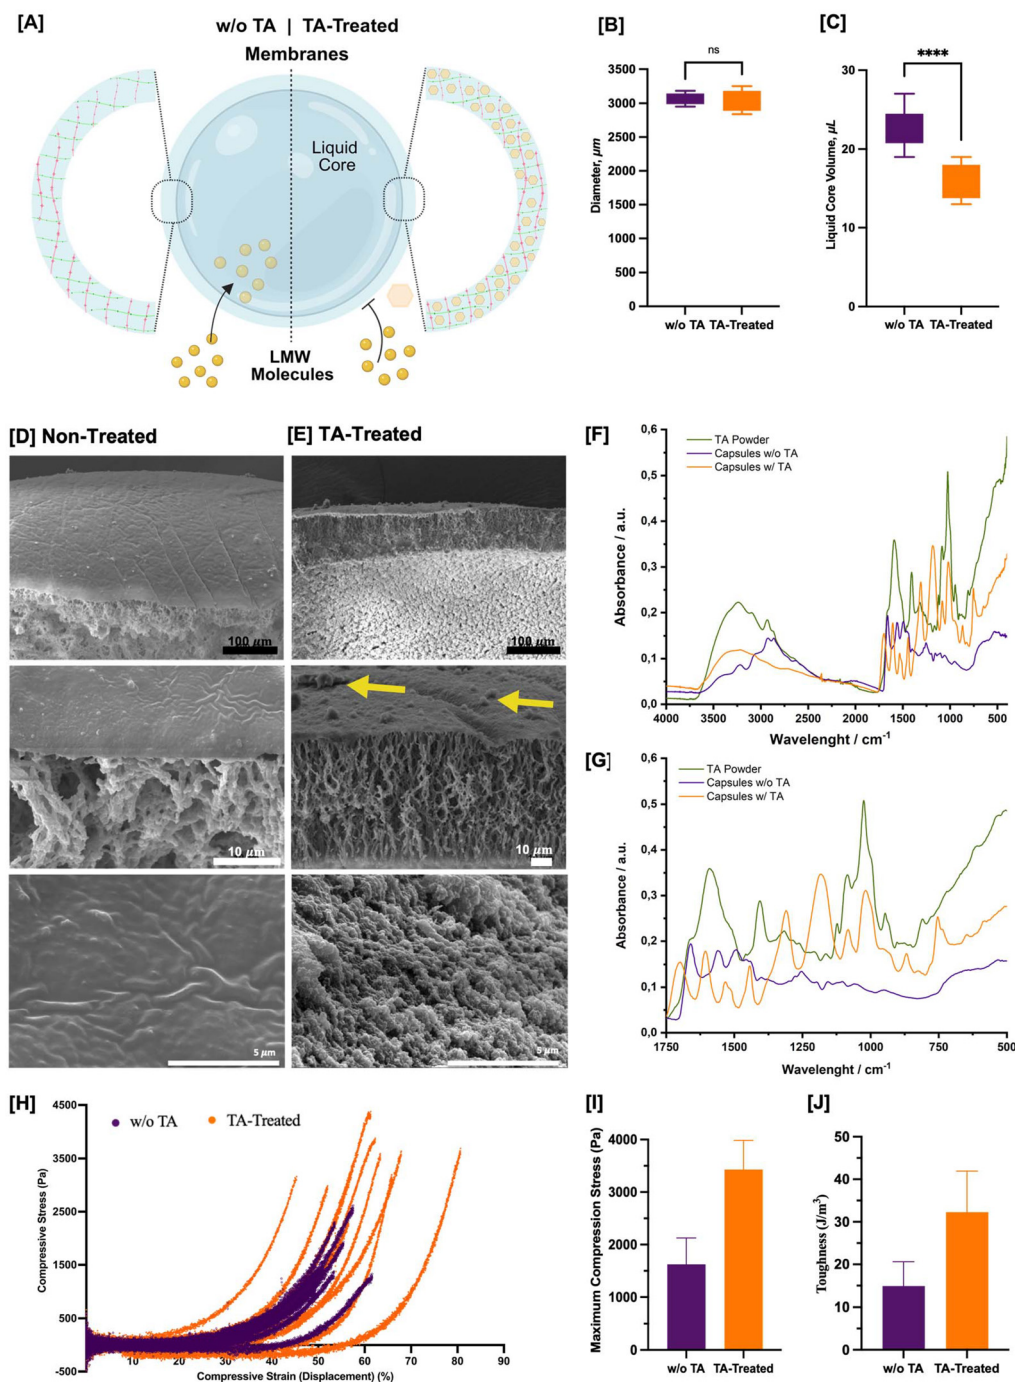 [A]
w/o TA | TA-Treated
Membranes
Liquid
Core
LMW
Molecules
[B]
ns
3500
3000
2500
2000
1500
1000
500
0
Diameter, µm
w/o TA TA-Treated
[C]
****
30
20
10
0
Liquid Core Volume, µL
w/o TA TA-Treated
[D] Non-Treated
100 µm
10 µm
5 µm
[E] TA-Treated
100 µm
10 µm
5 µm
[F]
TA Powder
Capsules w/o TA
Capsules w/ TA
0,6
0,5
0,4
0,3
0,2
0,1
0,0
Absorbance / a.u.
4000 3500 3000 2500 2000 1500 1000 500
Wavelenght / cm-1
[G]
TA Powder
Capsules w/o TA
Capsules w/ TA
0,6
0,5
0,4
0,3
0,2
0,1
0,0
Absorbance / a.u.
1750 1500 1250 1000 750 500
Wavelenght / cm-1
[H]
w/o TA TA-Treated
4500
3500
2500
1500
500
-500
Compressive Stress (Pa)
10 20 30 40 50 60 70 80 90
Compressive Strain (Displacement) (%)
[I]
4000
3000
2000
1000
0
Maximum Compression Stress (Pa)
w/o TA TA-Treated
[J]
50
40
30
20
10
0
Toughness (J/m3)
w/o TA TA-Treated